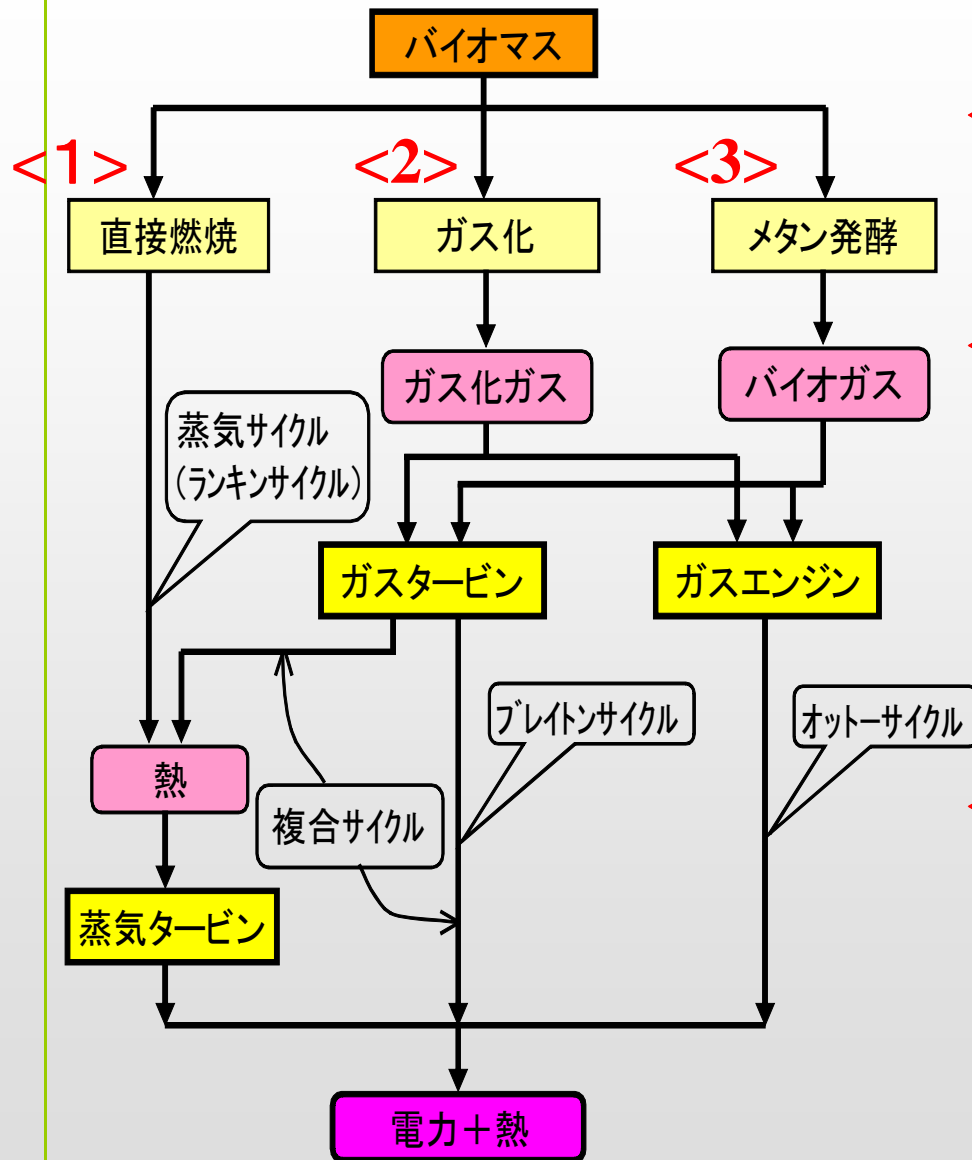 バイオマス
<1>
<2>
<3>
直接燃焼
ガス化
メタン発酵
ガス化ガス
バイオガス
蒸気サイクル
(ランキンサイクル)
ガスタービン
ガスエンジン
ブレイトンサイクル
オットーサイクル
熱
複合サイクル
蒸気タービン
電力＋熱